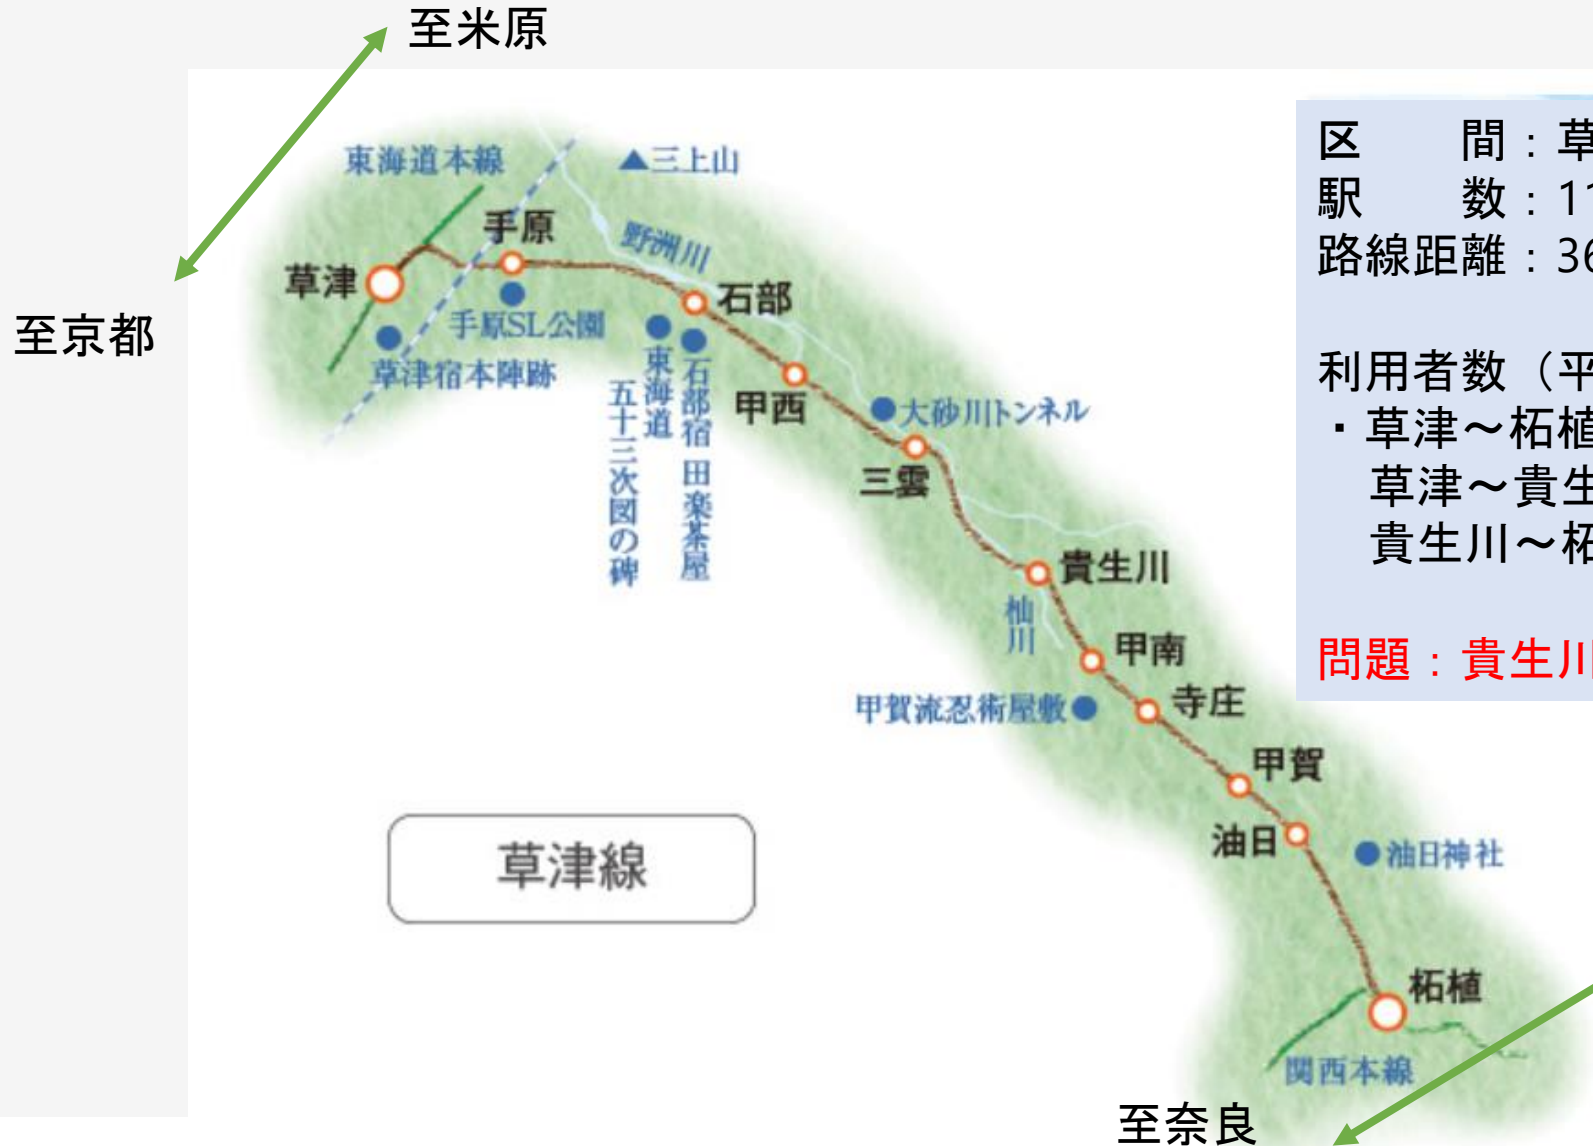 至米原
至京都
東海道本線
▲三上山
手原
野洲川
草津
石部
手原SL公園
草津宿本陣跡
東海道
五十三次図の碑
石部宿 田楽茶屋
甲西
大砂川トンネル
三雲
貴生川
杣川
甲南
甲賀流忍術屋敷
寺庄
甲賀
油日
油日神社
草津線
柘植
関西本線
至奈良
区　　間：草
駅　　数：11
路線距離：36
利用者数（平
・草津～柘植
草津～貴生
貴生川～柘
問題：貴生川